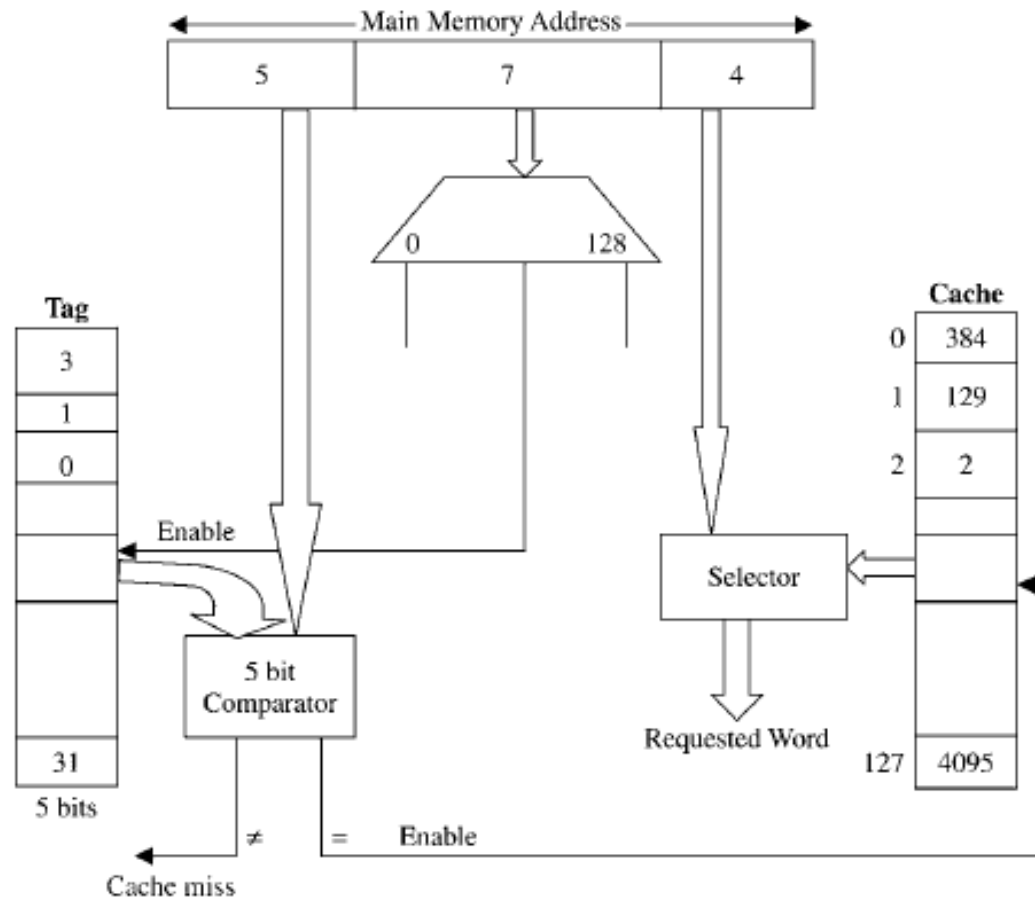 Main Memory Address
5 7 4
0 128
Tag
Cache
3
0 384
1
1 129
0
2 2
Enable
Selector
5 bit
Comparator
Requested Word
31
127 4095
5 bits
≠ = Enable
Cache miss